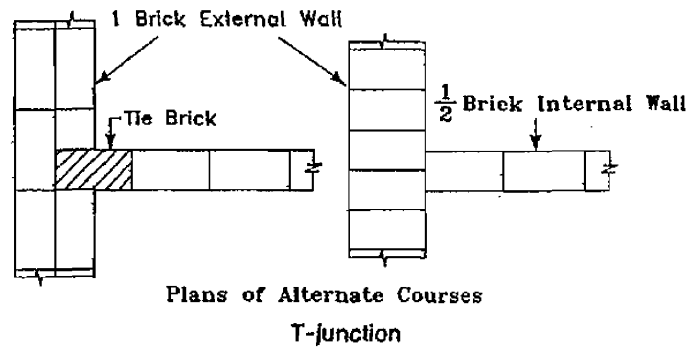 1 Brick External Wall
Tie Brick
1/2 Brick Internal Wall
Plans of Alternate Courses
T-junction